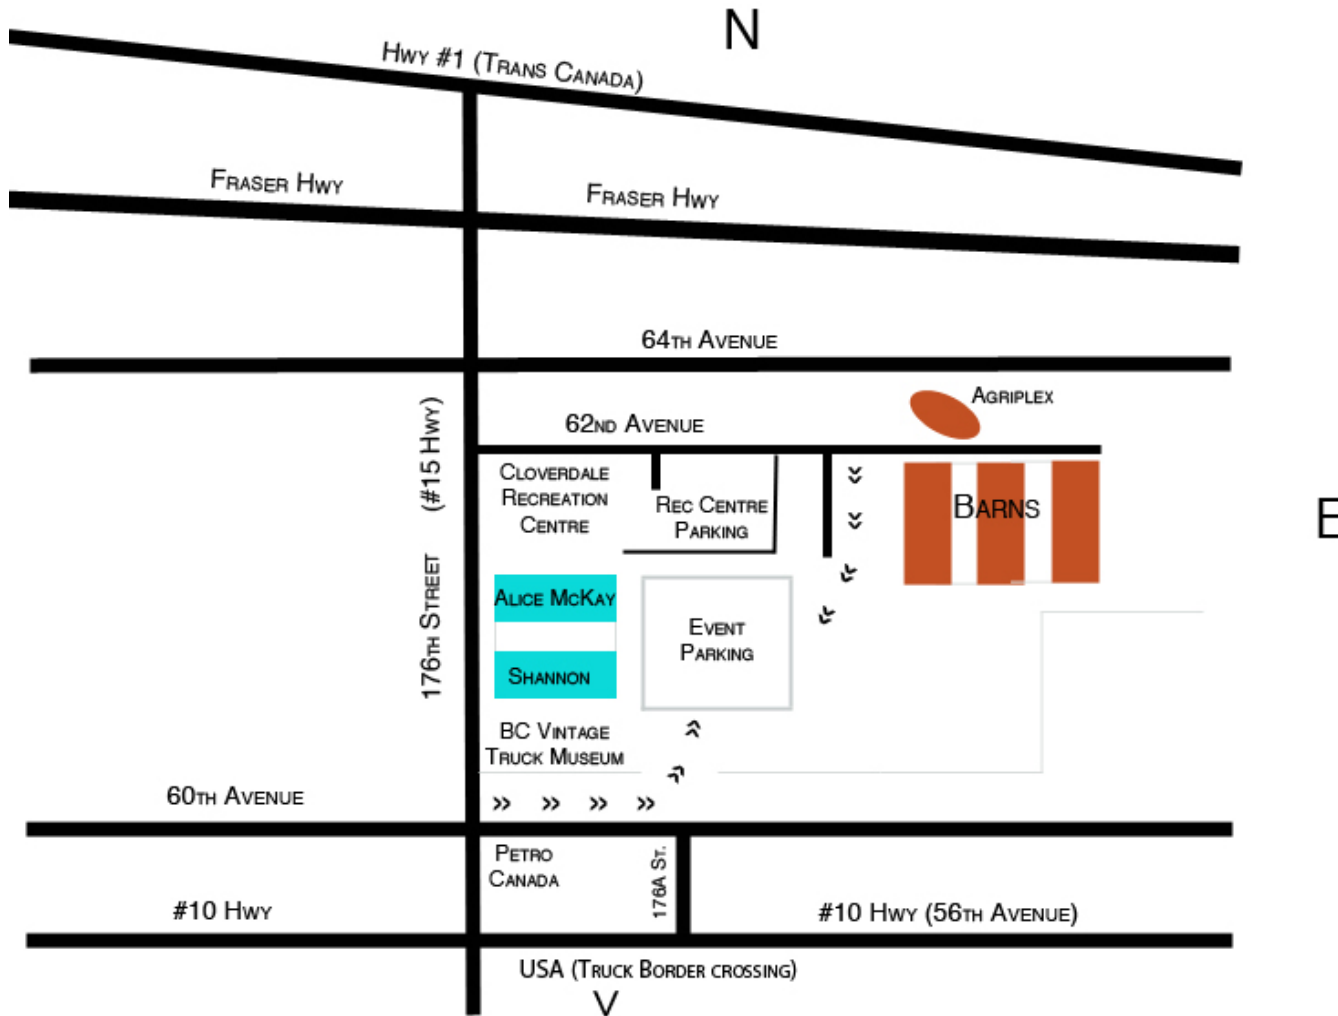 N
Hwy #1 (Trans Canada)
Fraser Hwy
Fraser Hwy
64th Avenue
Agriplex
62nd Avenue
(#15 Hwy)
176th Street
Cloverdale
Recreation
Centre
Rec Centre
Parking
Barns
E
Alice McKay
Shannon
Event
Parking
BC Vintage
Truck Museum
60th Avenue
Petro
Canada
176A St.
#10 Hwy
#10 Hwy (56th Avenue)
USA (Truck Border crossing)
V